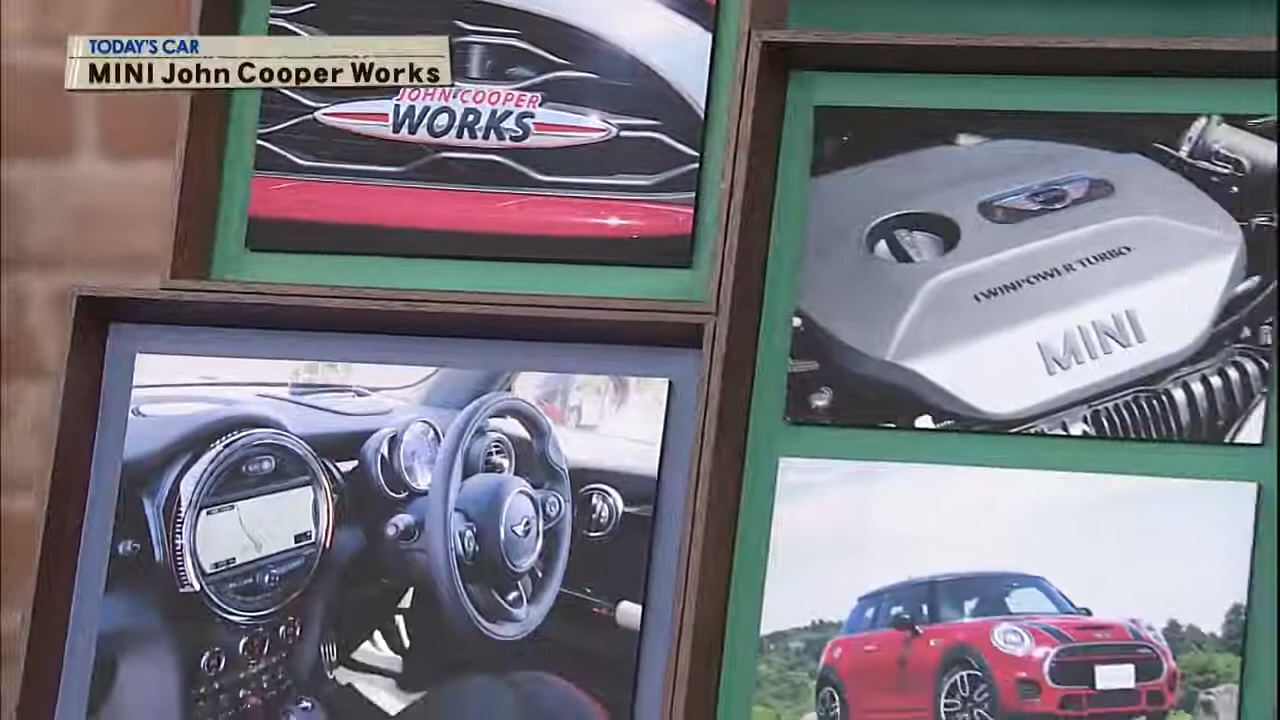 TODAY'S CAR
MINI John Cooper Works
JOHN COOPER
WORKS
TWINPOWER TURBO
MINI